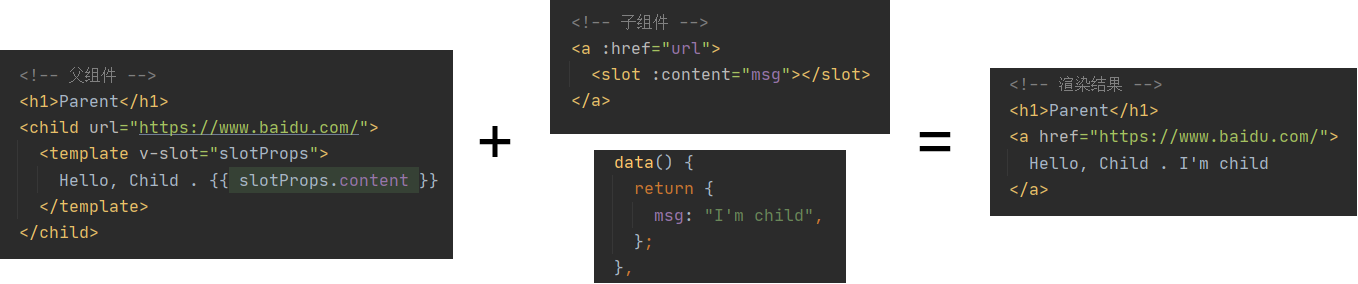 <!-- 父组件 -->
<h1>Parent</h1>
<child url="https://www.baidu.com/">
  <template v-slot="slotProps">
    Hello, Child . {{ slotProps.content }}
  </template>
</child>
+
<!-- 子组件 -->
<a :href="url">
  <slot :content="msg"></slot>
</a>
data() {
  return {
    msg: "I'm child",
  };
},
=
<!-- 渲染结果 -->
<h1>Parent</h1>
<a href="https://www.baidu.com/">
  Hello, Child . I'm child
</a>